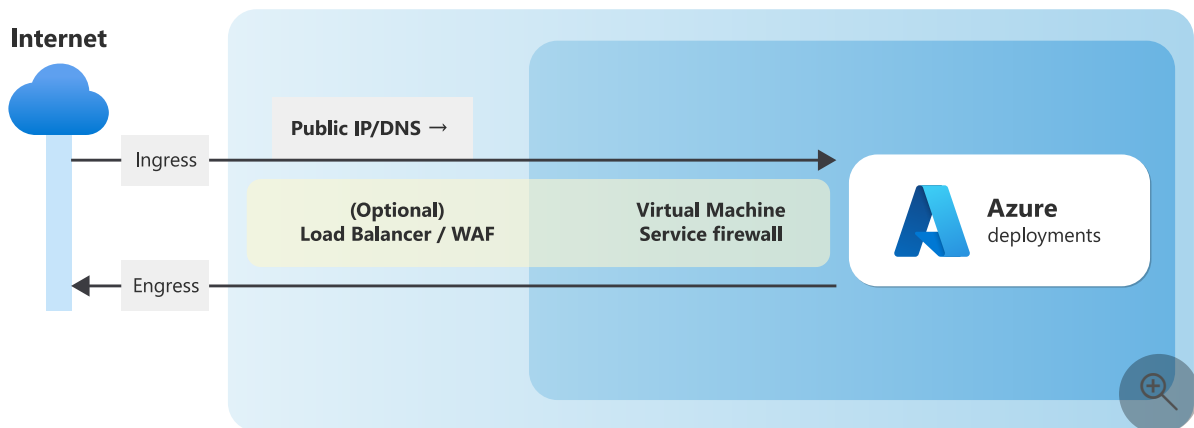 Internet
Public IP/DNS →
Ingress
(Optional)
Load Balancer / WAF
Virtual Machine
Service firewall
Azure
deployments
Engress